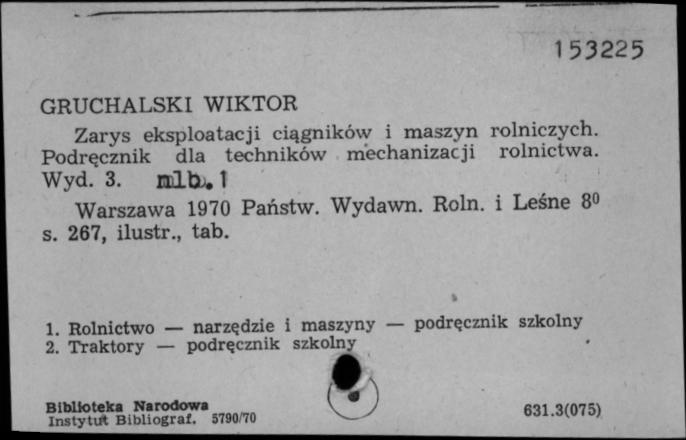 153225
GRUCHALSKI WIKTOR
Zarys eksploatacji ciągników i maszyn rolniczych.
Podręcznik dla techników mechanizacji rolnictwa.
Wyd. 3. mlb. 1
Warszawa 1970 Państw. Wydawn. Roln. i Leśne 8⁰
s. 267, ilustr., tab.
1. Rolnictwo — narzędzie i maszyny — podręcznik szkolny
2. Traktory — podręcznik szkolny
Biblioteka Narodowa
Instytut Bibliograf. 5790/70
631.3(075)